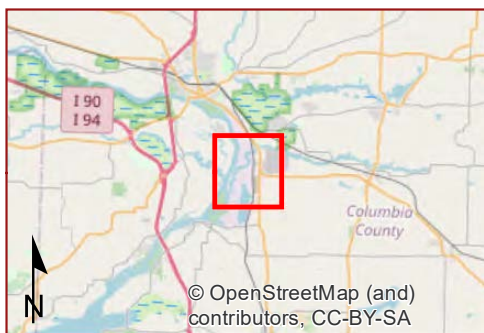 I 90
I 94
Columbia
County
N
© OpenStreetMap (and)
contributors, CC-BY-SA